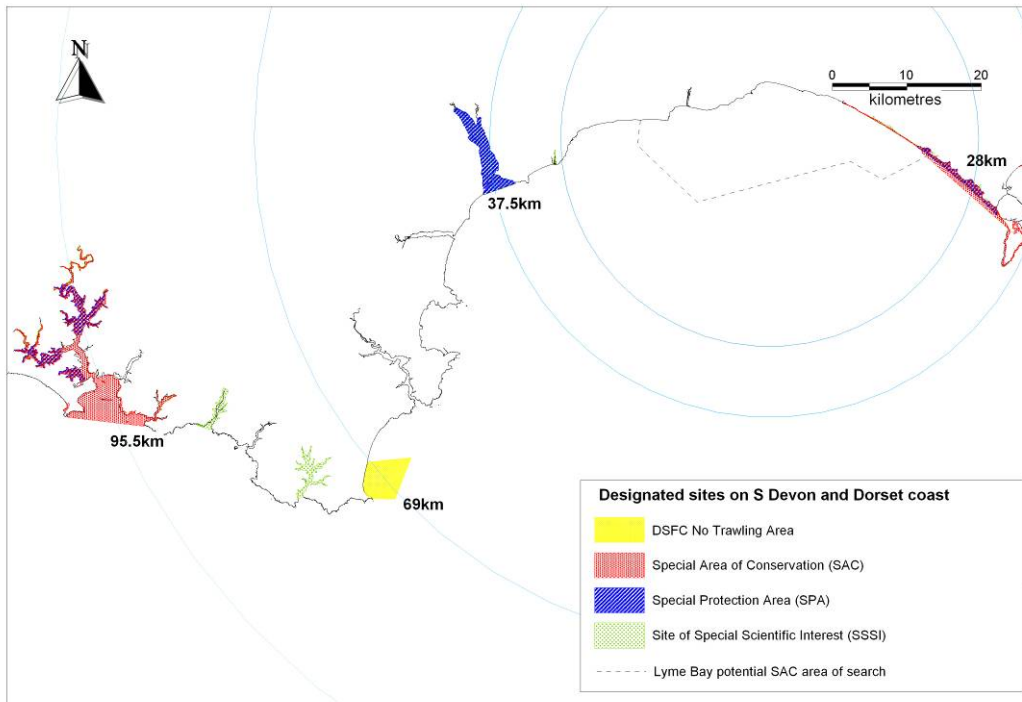 N
0 10 20
kilometres
28km
37.5km
95.5km
69km
Designated sites on S Devon and Dorset coast
DSFC No Trawling Area
Special Area of Conservation (SAC)
Special Protection Area (SPA)
Site of Special Scientific Interest (SSSI)
Lyme Bay potential SAC area of search